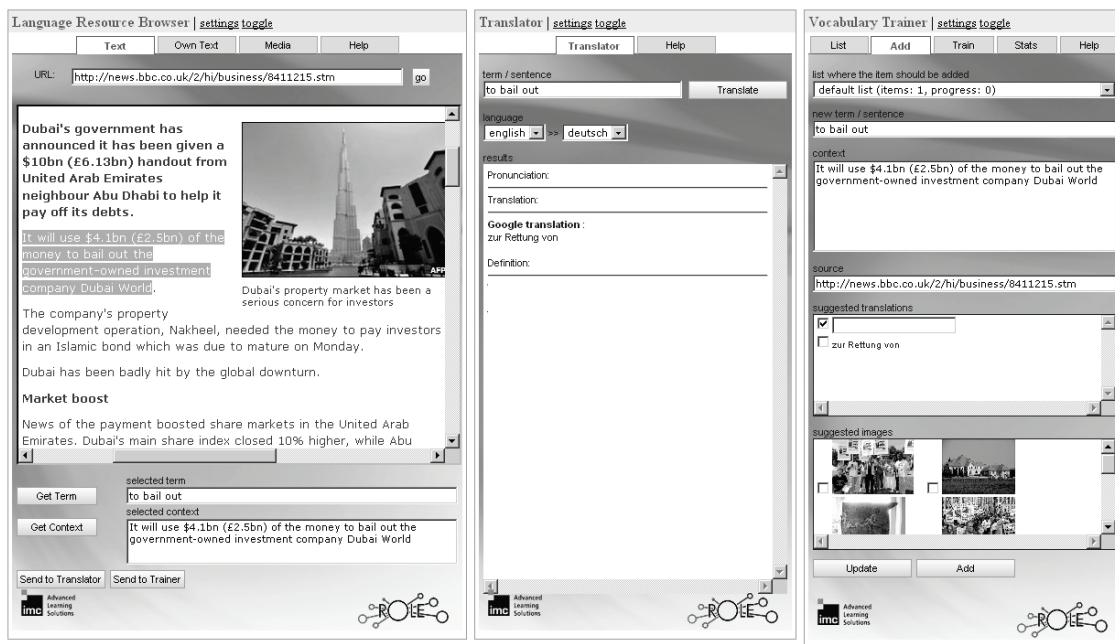 Language Resource Browser | settings toggle
Text Own Text Media Help
URL: http://news.bbc.co.uk/2/hi/business/8411215.stm go
Dubai's government has
announced it has been given a
$10bn (£6.13bn) handout from
United Arab Emirates
neighbour Abu Dhabi to help it
pay off its debts.
It will use $4.1bn (£2.5bn) of the
money to bail out the
government-owned investment
company Dubai World.
AFP
Dubai's property market has been a
serious concern for investors
The company's property
development operation, Nakheel, needed the money to pay investors
in an Islamic bond which was due to mature on Monday.
Dubai has been badly hit by the global downturn.
Market boost
News of the payment boosted share markets in the United Arab
Emirates. Dubai's main share index closed 10% higher, while Abu
selected term
Get Term to bail out
selected context
Get Context It will use $4.1bn (£2.5bn) of the money to bail out the
government-owned investment company Dubai World
Send to Translator Send to Trainer
imc Advanced
Learning
Solutions
ROLE
Translator | settings toggle
Translator Help
term / sentence
to bail out Translate
language
english >> deutsch
results
Pronunciation:
Translation:
Google translation :
zur Rettung von
Definition:
imc Advanced
Learning
Solutions
ROLE
Vocabulary Trainer | settings toggle
List Add Train Stats Help
list where the item should be added
default list (items: 1, progress: 0)
new term / sentence
to bail out
context
It will use $4.1bn (£2.5bn) of the money to bail out the
government-owned investment company Dubai World
source
http://news.bbc.co.uk/2/hi/business/8411215.stm
suggested translations
zur Rettung von
suggested images
Update Add
imc Advanced
Learning
Solutions
ROLE